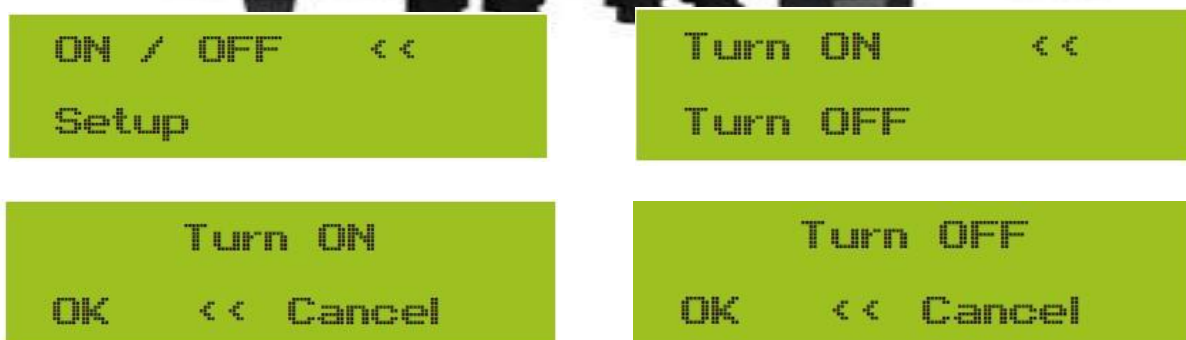 ON / OFF <<
Setup
Turn ON <<
Turn OFF
Turn ON
OK << Cancel
Turn OFF
OK << Cancel